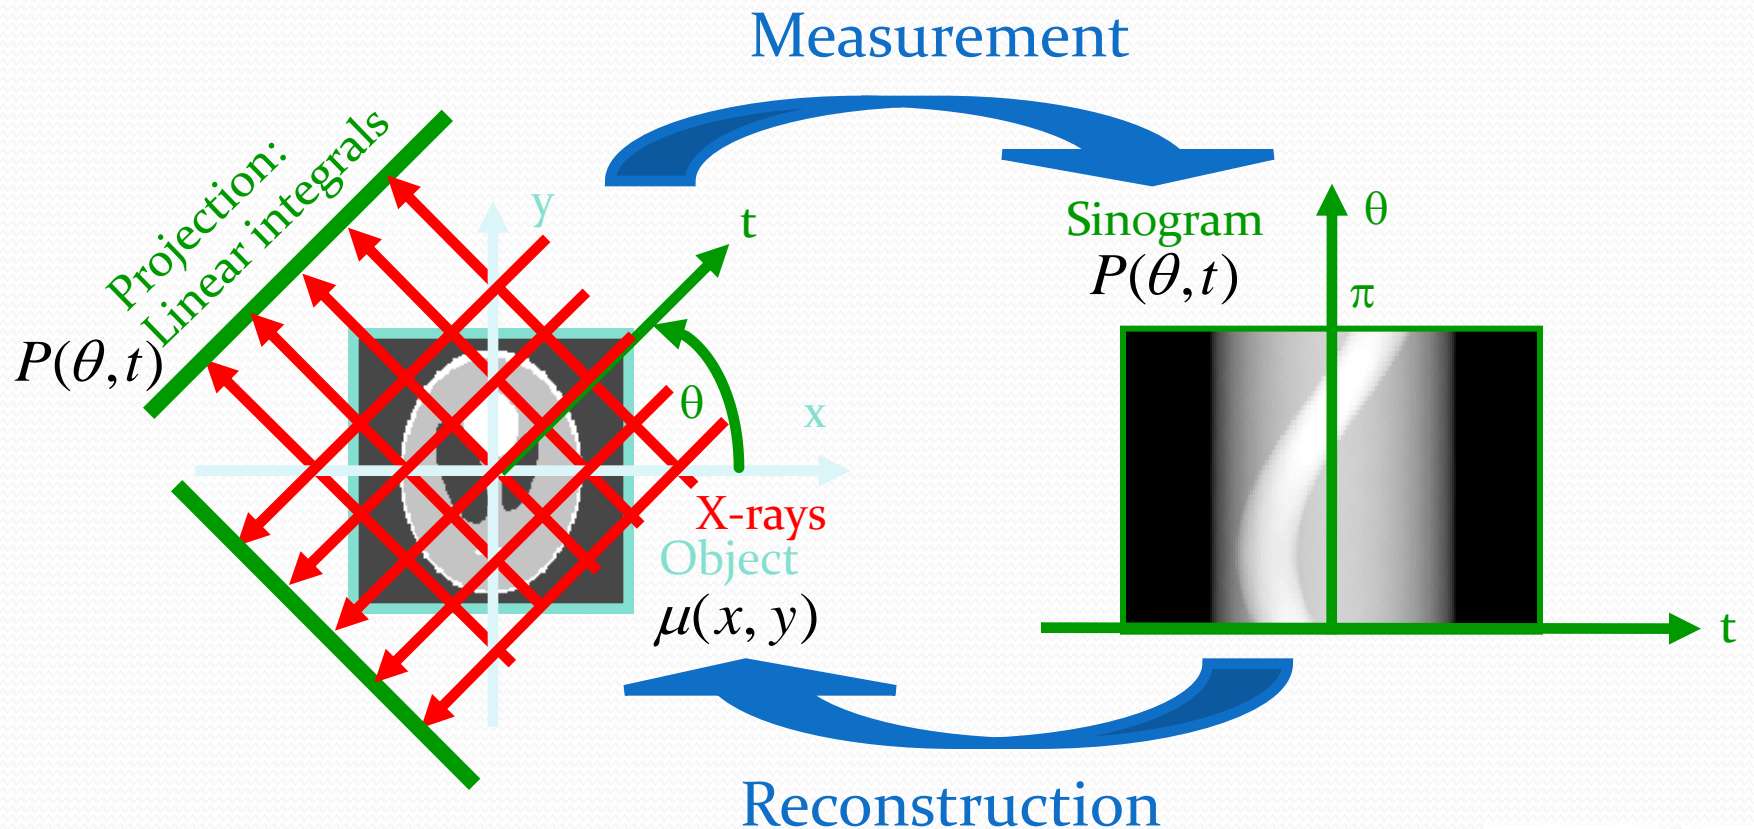 Measurement
Projection:
Linear integrals
P(θ,t)
y
t
θ
x
X-rays
Object
μ(x, y)
Sinogram
P(θ,t)
θ
π
t
Reconstruction